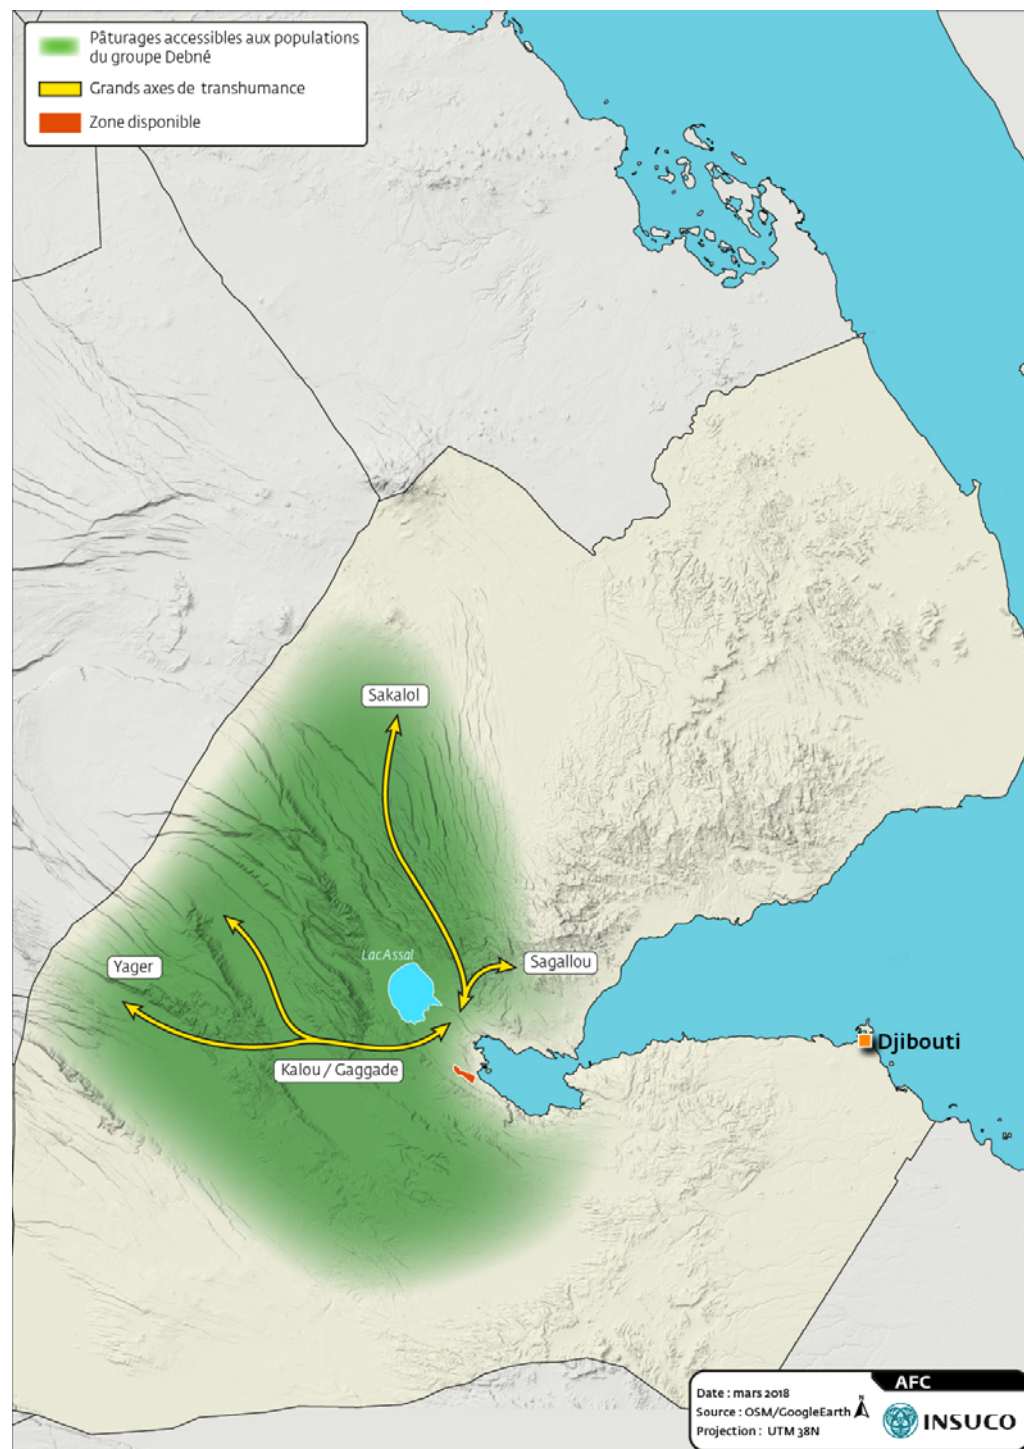 Pâturages accessibles aux populations
du groupe Debné
Grands axes de transhumance
Zone disponible
Sakalol
Lac Assal
Sagallou
Yager
Kalou / Gaggade
Djibouti
AFC
Date : mars 2018
Source : OSM/GoogleEarth
Projection : UTM 38N
N
INSUCO